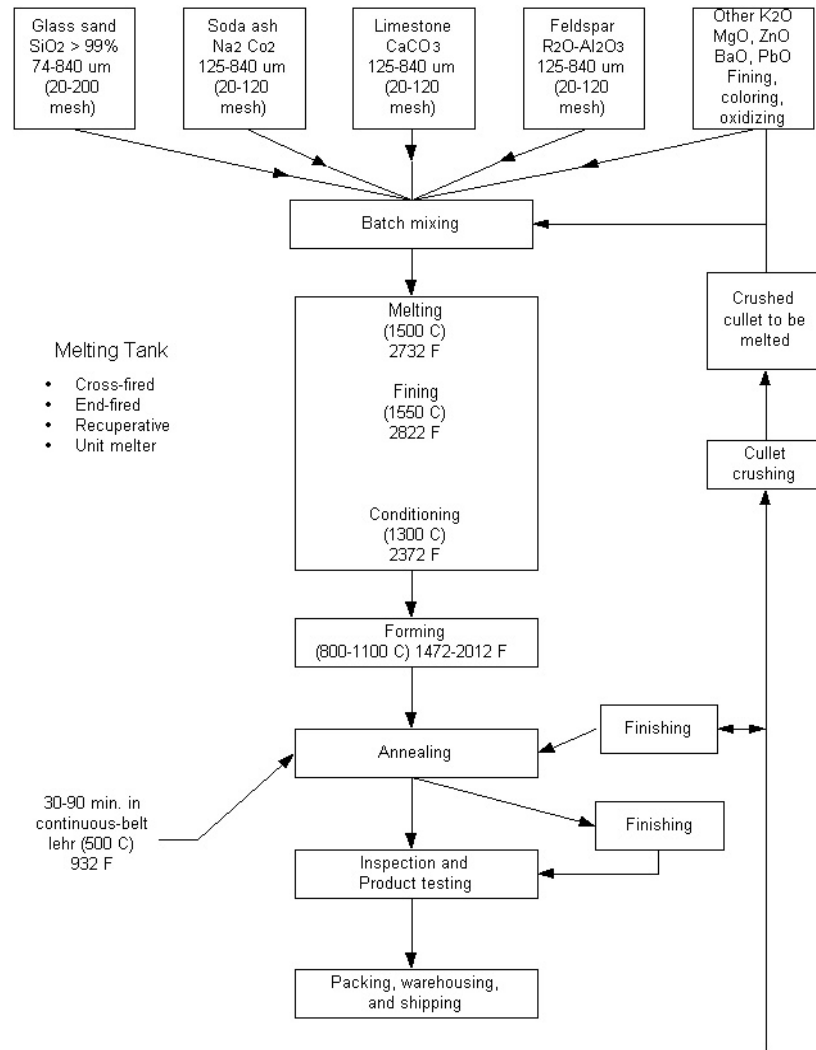 Glass sand
SiO2 > 99%
74-840 um
(20-200
mesh)
Soda ash
Na2 Co2
125-840 um
(20-120
mesh)
Limestone
CaCO3
125-840 um
(20-120
mesh)
Feldspar
R2O-Al2O3
125-840 um
(20-120
mesh)
Other K2O
MgO, ZnO
BaO, PbO
Fining,
coloring,
oxidizing
Batch mixing
Melting
(1500 C)
2732 F
Fining
(1550 C)
2822 F
Conditioning
(1300 C)
2372 F
Melting Tank
• Cross-fired
• End-fired
• Recuperative
• Unit melter
Crushed
cullet to be
melted
Cullet
crushing
Forming
(800-1100 C) 1472-2012 F
Finishing
Annealing
30-90 min. in
continuous-belt
lehr (500 C)
932 F
Finishing
Inspection and
Product testing
Packing, warehousing,
and shipping